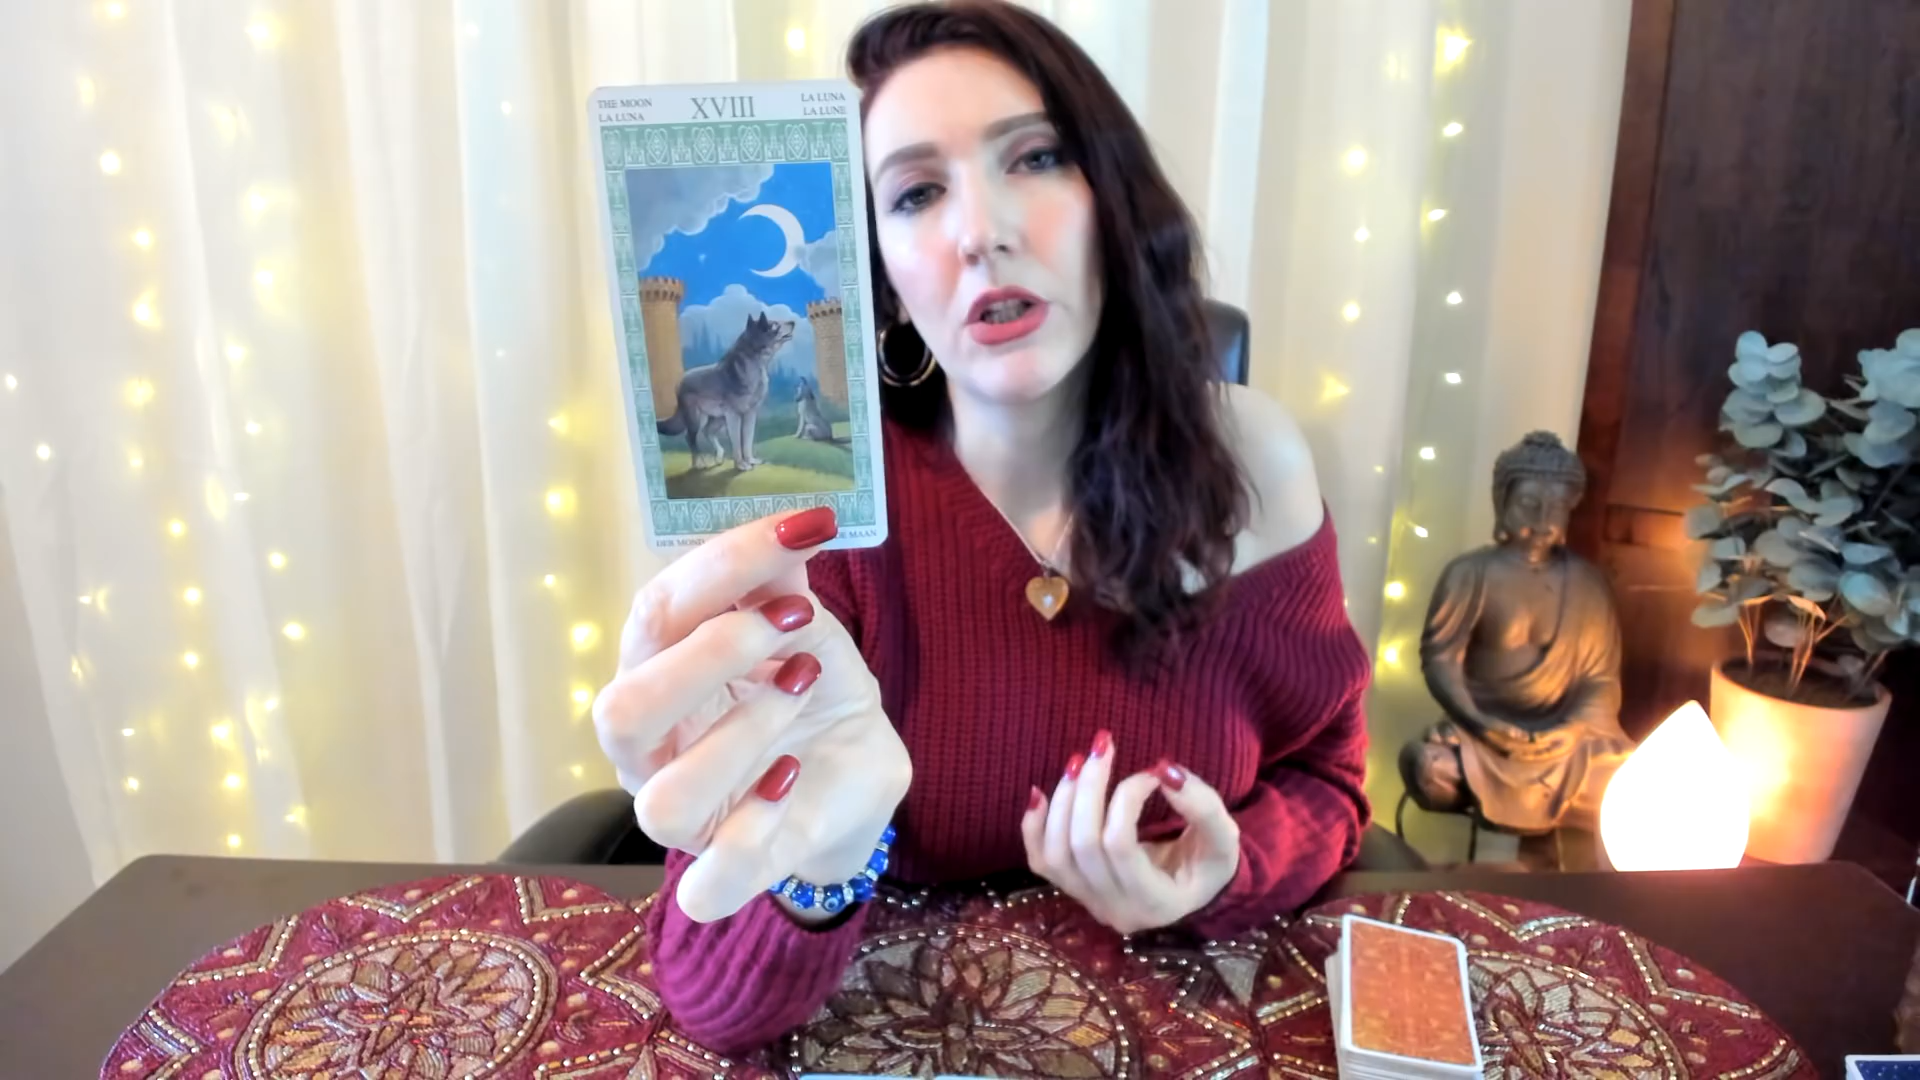 THE MOON
LA LUNA
XVIII
LA LUNA
LA LUNE
DER MOND
DE MAAN